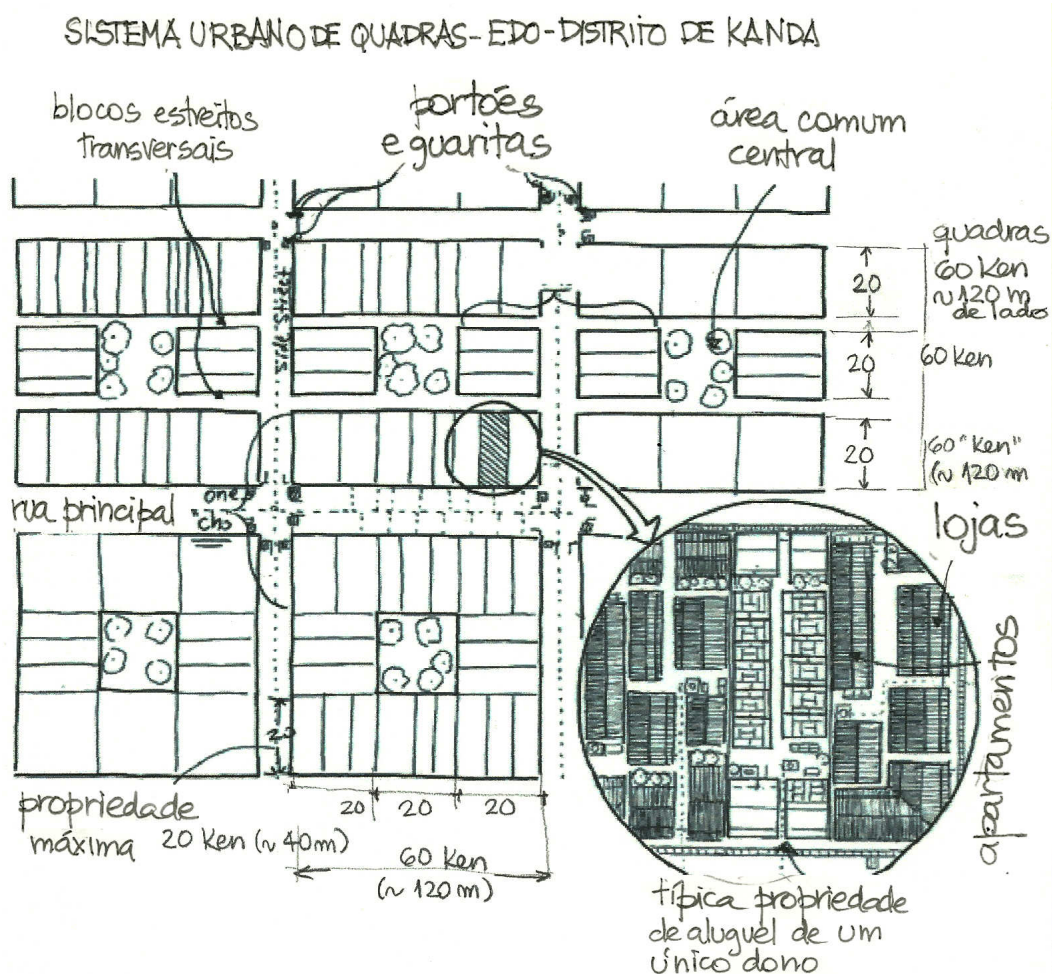 SISTEMA URBANO DE QUADRAS-EDO-DISTRITO DE KANDA
blocos estreitos
transversais
portões
e guaritas
área comum
central
quadras
60 Ken
~120 m
de lado
20
20
60 Ken
20
60 "Ken"
(~120 m
side street
rua principal
one
"cho"
lojas
apartamentos
20
propriedade
máxima 20 Ken (~40m)
20 20 20
60 Ken
(~120 m)
típica propriedade
de aluguel de um
único dono